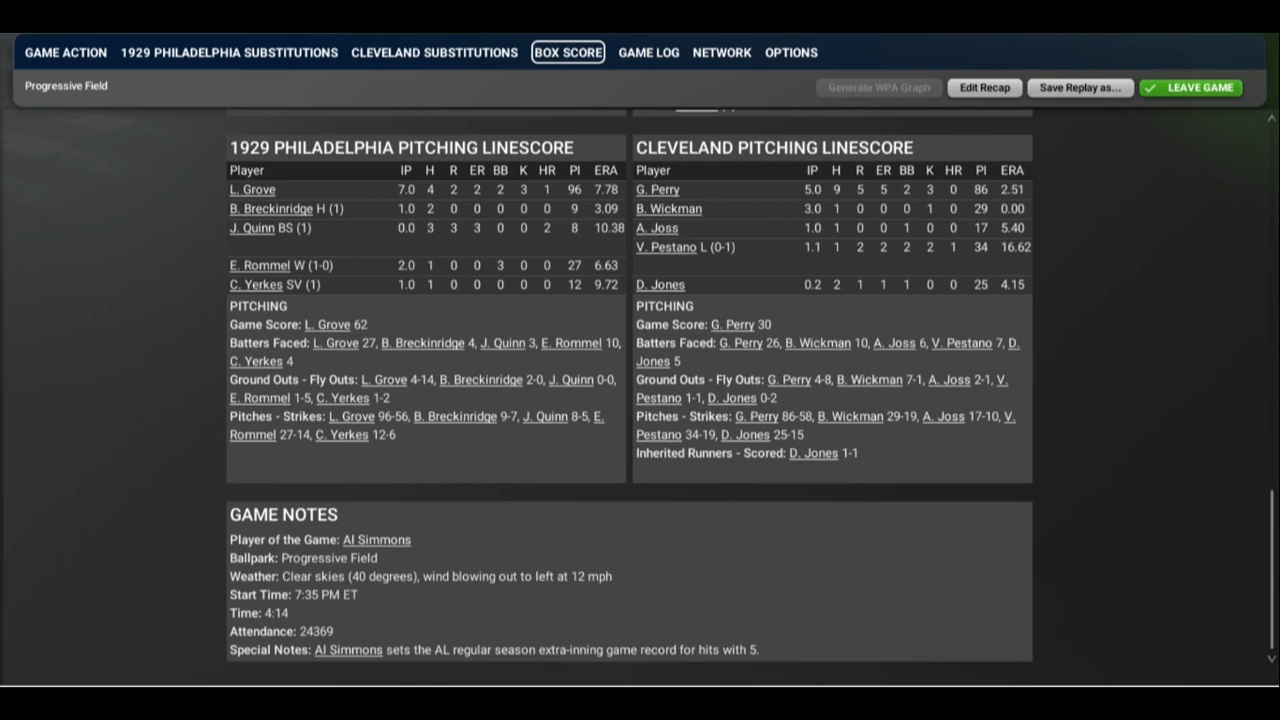 GAME ACTION 1929 PHILADELPHIA SUBSTITUTIONS CLEVELAND SUBSTITUTIONS BOX SCORE GAME LOG NETWORK OPTIONS
Progressive Field Generate WPA Graph Edit Recap Save Replay as... LEAVE GAME
1929 PHILADELPHIA PITCHING LINESCORE
Player IP H R ER BB K HR PI ERA
L. Grove 7.0 4 2 2 2 3 1 96 7.78
B. Breckinridge H (1) 1.0 2 0 0 0 0 0 9 3.09
J. Quinn BS (1) 0.0 3 3 3 0 0 2 8 10.38
E. Rommel W (1-0) 2.0 1 0 0 3 0 0 27 6.63
C. Yerkes SV (1) 1.0 1 0 0 0 0 0 12 9.72
PITCHING
Game Score: L. Grove 62
Batters Faced: L. Grove 27, B. Breckinridge 4, J. Quinn 3, E. Rommel 10,
C. Yerkes 4
Ground Outs - Fly Outs: L. Grove 4-14, B. Breckinridge 2-0, J. Quinn 0-0,
E. Rommel 1-5, C. Yerkes 1-2
Pitches - Strikes: L. Grove 96-56, B. Breckinridge 9-7, J. Quinn 8-5, E.
Rommel 27-14, C. Yerkes 12-6
CLEVELAND PITCHING LINESCORE
Player IP H R ER BB K HR PI ERA
G. Perry 5.0 9 5 5 2 3 0 86 2.51
B. Wickman 3.0 1 0 0 0 1 0 29 0.00
A. Joss 1.0 1 0 0 1 0 0 17 5.40
V. Pestano L (0-1) 1.1 1 2 2 2 2 1 34 16.62
D. Jones 0.2 2 1 1 1 0 0 25 4.15
PITCHING
Game Score: G. Perry 30
Batters Faced: G. Perry 26, B. Wickman 10, A. Joss 6, V. Pestano 7, D.
Jones 5
Ground Outs - Fly Outs: G. Perry 4-8, B. Wickman 7-1, A. Joss 2-1, V.
Pestano 1-1, D. Jones 0-2
Pitches - Strikes: G. Perry 86-58, B. Wickman 29-19, A. Joss 17-10, V.
Pestano 34-19, D. Jones 25-15
Inherited Runners - Scored: D. Jones 1-1
GAME NOTES
Player of the Game: Al Simmons
Ballpark: Progressive Field
Weather: Clear skies (40 degrees), wind blowing out to left at 12 mph
Start Time: 7:35 PM ET
Time: 4:14
Attendance: 24369
Special Notes: Al Simmons sets the AL regular season extra-inning game record for hits with 5.